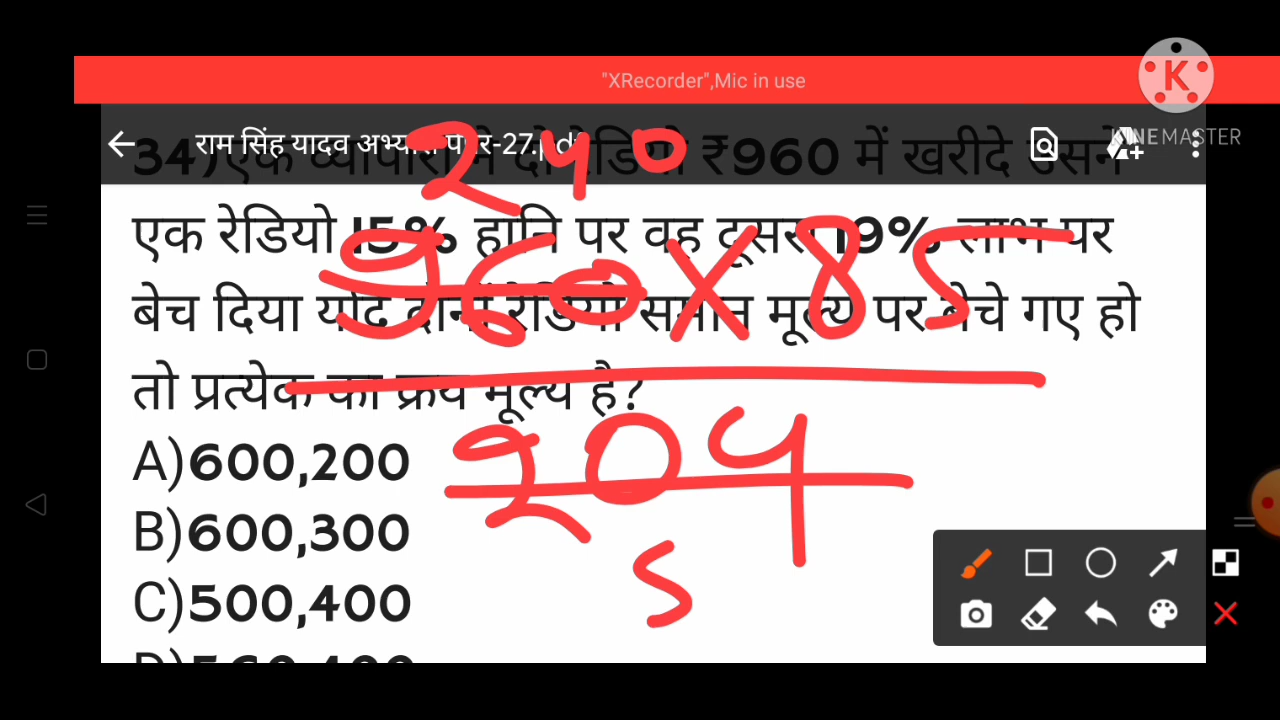 "XRecorder",Mic in use
K
KINEMASTER
राम सिंह यादव अभ्यास पेपर-27.pdf
34)एक व्यापारी ने दो रेडियो ₹960 में खरीदे उसने
240
एक रेडियो 15% हानि पर वह दूसरा 19% लाभ पर
960 X 85
बेच दिया यदि दोनों रेडियो समान मूल्य पर बेचे गए हो
तो प्रत्येक का क्रय मूल्य है?
204
A)600,200
5
B)600,300
C)500,400
D)560,400